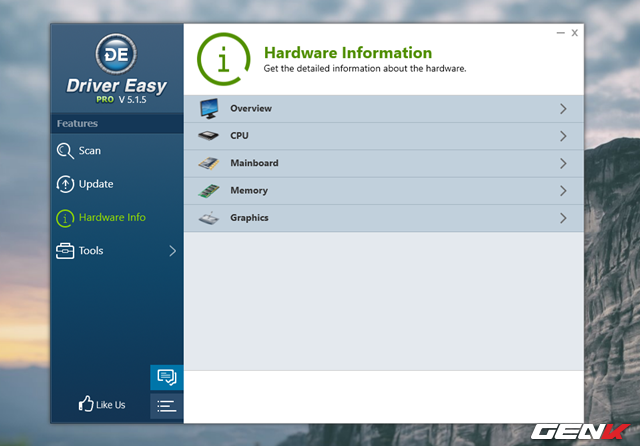 DE
Driver Easy
PRO V 5.1.5
Features
Scan
Update
Hardware Info
Tools
Like Us
Hardware Information
Get the detailed information about the hardware.
Overview
CPU
Mainboard
Memory
Graphics
GENK